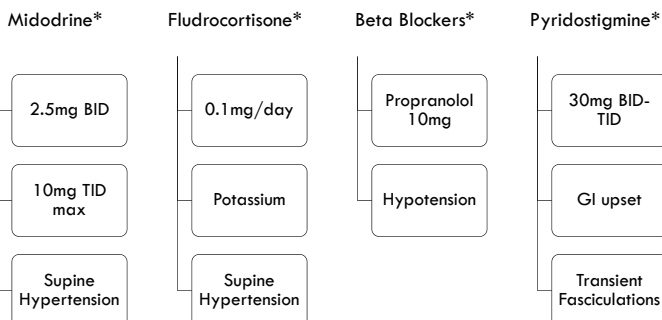 Midodrine*
2.5mg BID
10mg TID
max
Supine
Hypertension
Fludrocortisone*
0.1mg/day
Potassium
Supine
Hypertension
Beta Blockers*
Propranolol
10mg
Hypotension
Pyridostigmine*
30mg BID-
TID
GI upset
Transient
Fasciculations